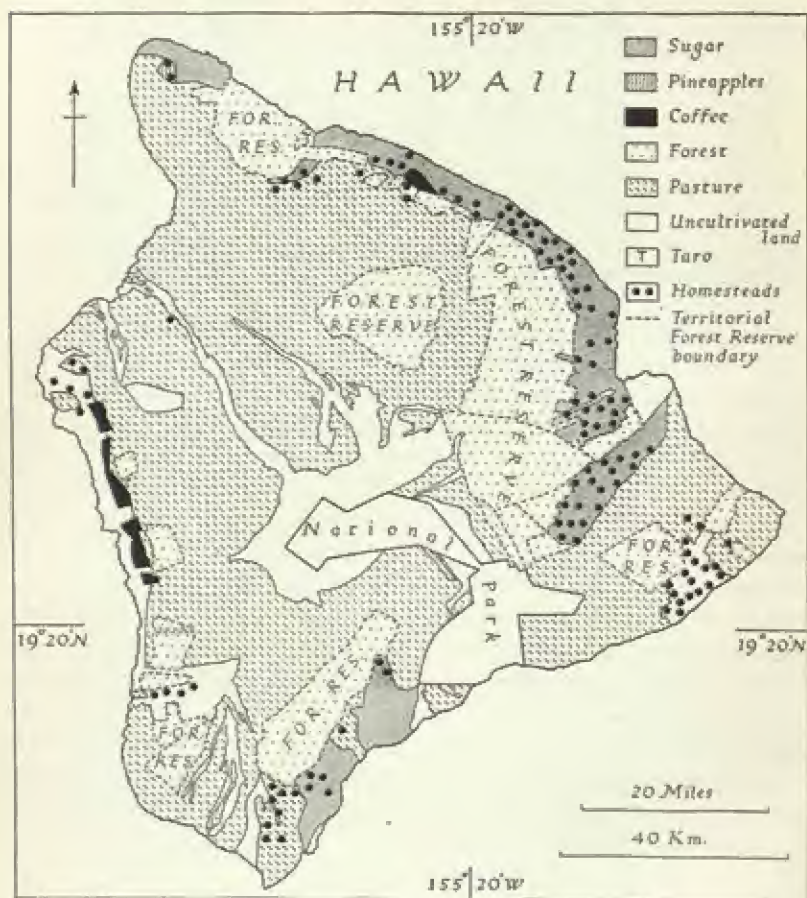 155° 20' W
HAWAII
Sugar
Pineapples
Coffee
Forest
Pasture
Uncultivated
land
T Taro
Homesteads
Territorial
Forest Reserve
boundary
FOR.
RES.
FOREST
RESERVE
FOREST RESERVE
National
Park
FOR
RES.
19° 20' N
19° 20' N
FOR RES.
FOR
RES.
20 Miles
40 Km.
155° 20' W